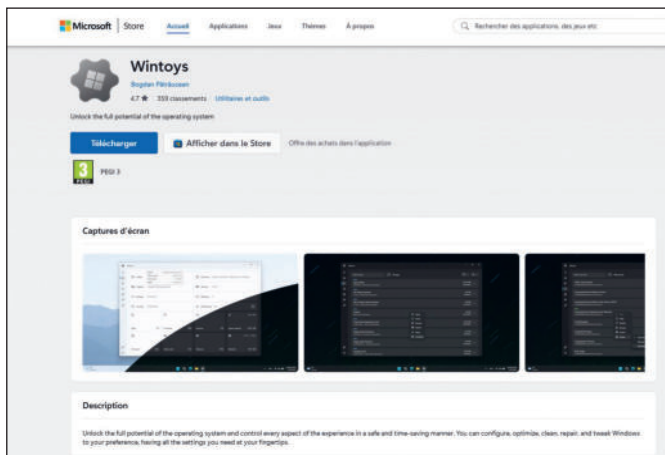 Microsoft | Store
Accueil
Applications
Jeux
Thèmes
À propos
Rechercher des applications, des jeux etc
Wintoys
Bogdan Pătrăucean
4,7 ★ 359 classements Utilitaires et outils
Unlock the full potential of the operating system
Télécharger
Afficher dans le Store
Offre des achats dans l'application
3
PEGI
PEGI 3
Captures d'écran
Description
Unlock the full potential of the operating system and control every aspect of the experience in a safe and time-saving manner. You can configure, optimize, clean, repair, and tweak Windows
to your preference, having all the settings you need at your fingertips.